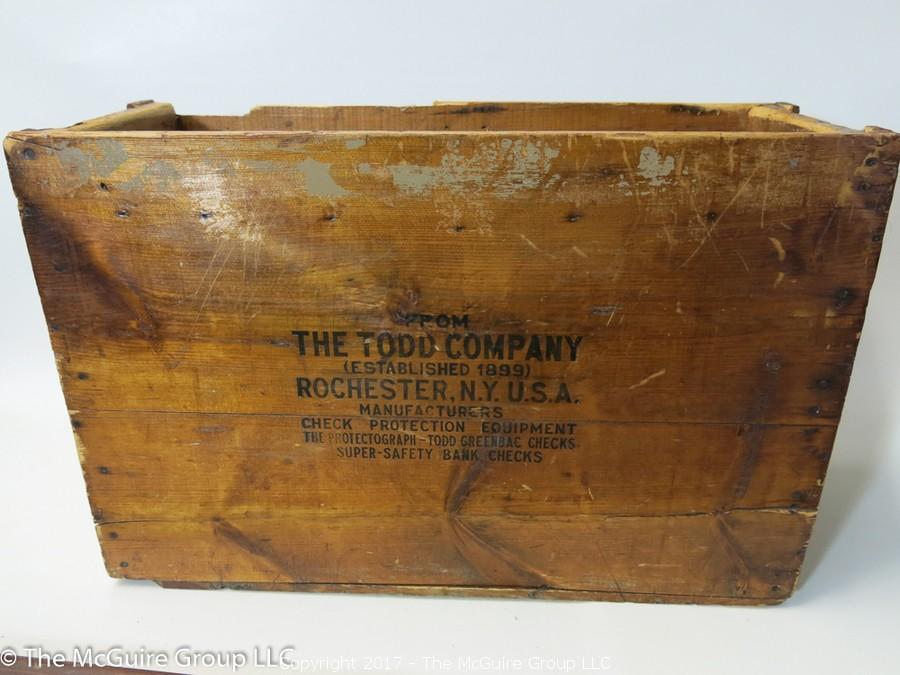 FROM
THE TODD COMPANY
(ESTABLISHED 1899)
ROCHESTER, N.Y. U.S.A.
MANUFACTURERS
CHECK PROTECTION EQUIPMENT
THE PROTECTOGRAPH - TODD GREENBAC CHECKS
SUPER-SAFETY BANK CHECKS
© The McGuire Group LLC
Copyright 2017 - The McGuire Group LLC